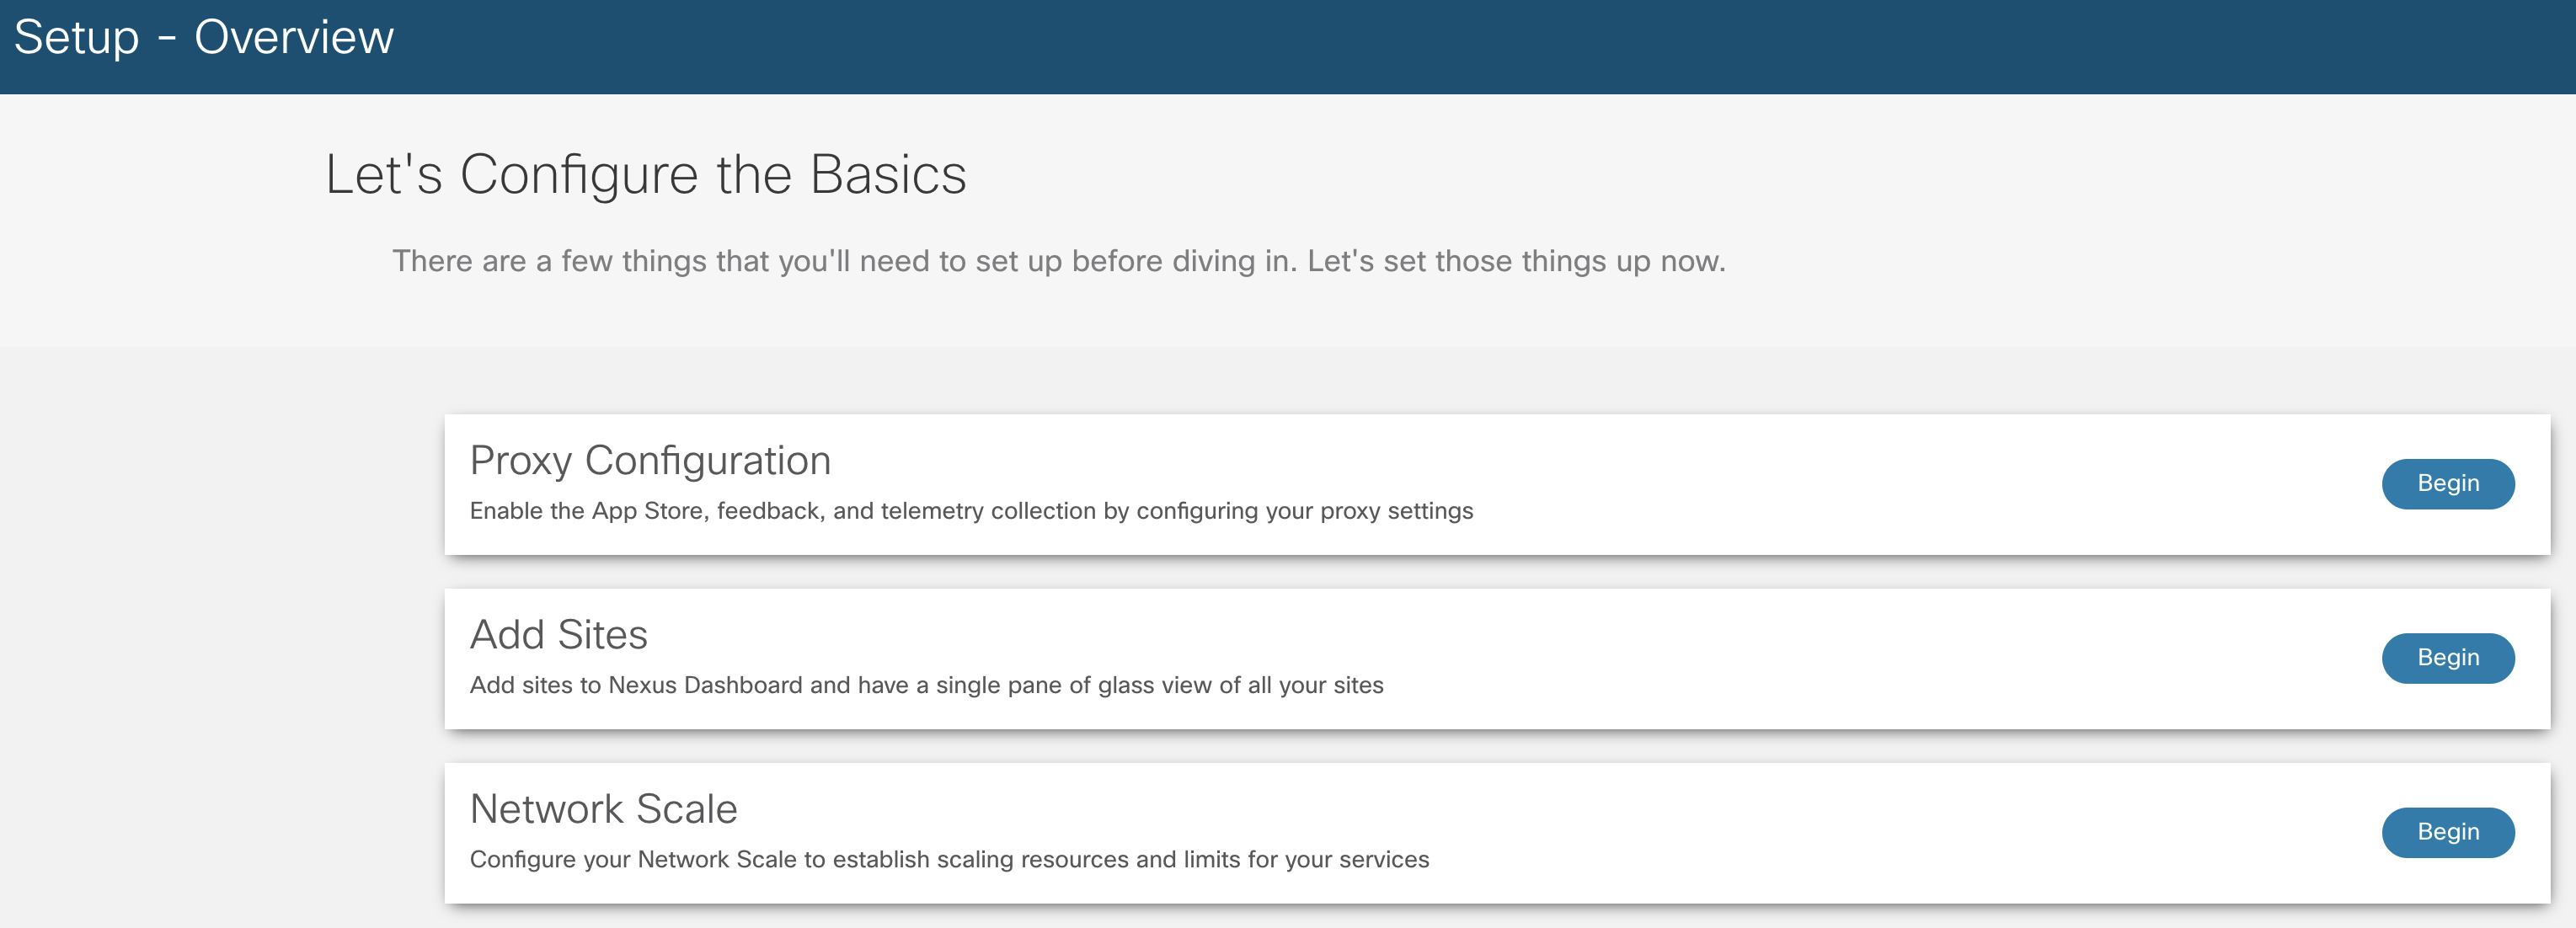 Setup - Overview
Let's Configure the Basics
There are a few things that you'll need to set up before diving in. Let's set those things up now.
Proxy Configuration
Enable the App Store, feedback, and telemetry collection by configuring your proxy settings
Begin
Add Sites
Add sites to Nexus Dashboard and have a single pane of glass view of all your sites
Begin
Network Scale
Configure your Network Scale to establish scaling resources and limits for your services
Begin